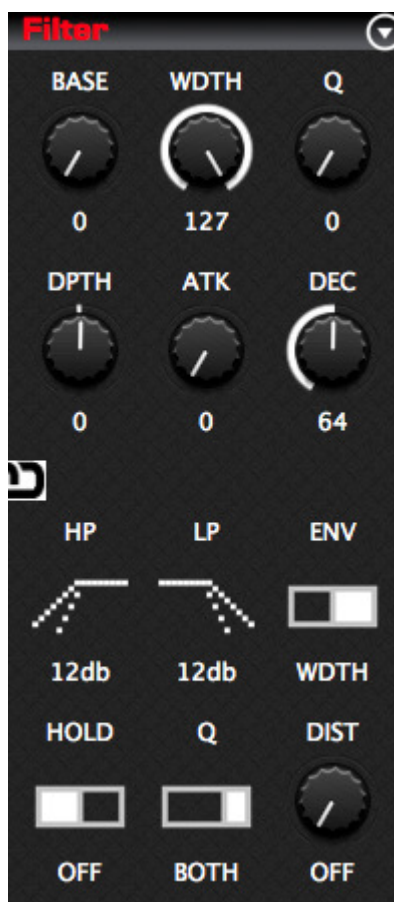 Filter
BASE WDTH Q
0 127 0
DPTH ATK DEC
0 0 64
HP LP ENV
12db 12db WDTH
HOLD Q DIST
OFF BOTH OFF